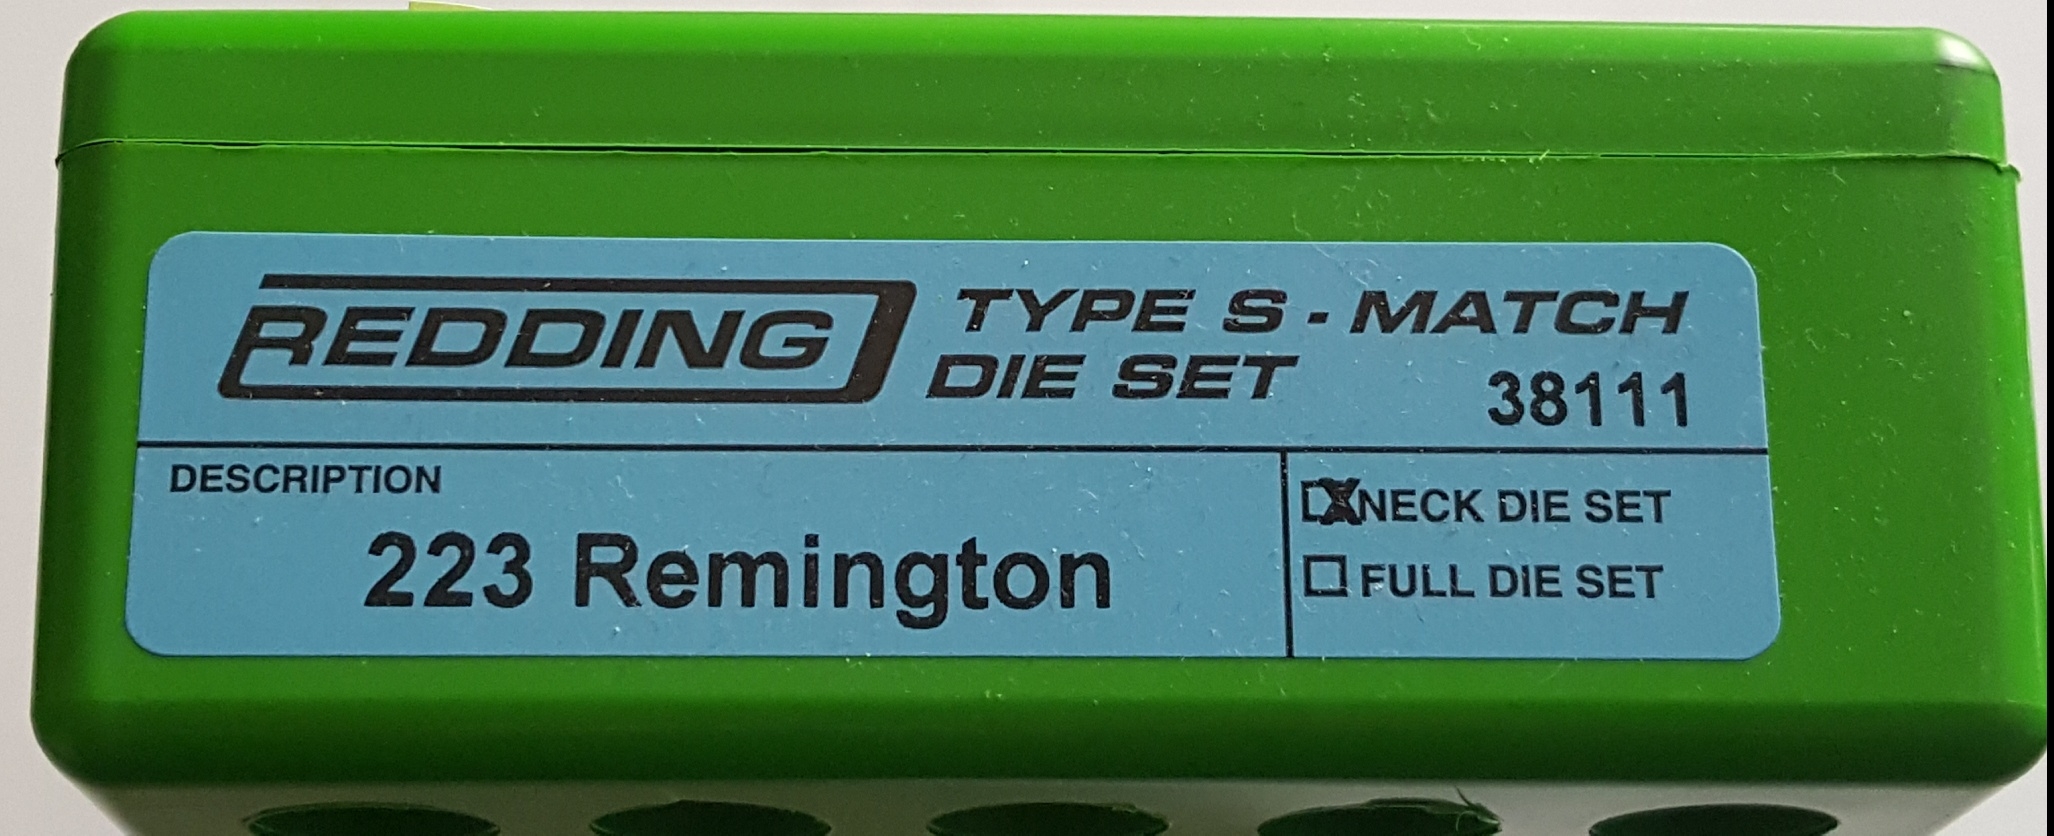 REDDING
TYPE S - MATCH
DIE SET
38111
DESCRIPTION
223 Remington
NECK DIE SET
FULL DIE SET